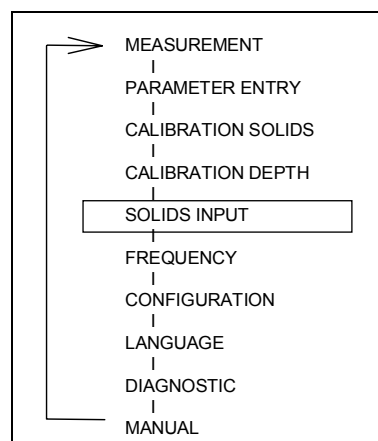 MEASUREMENT
PARAMETER ENTRY
CALIBRATION SOLIDS
CALIBRATION DEPTH
SOLIDS INPUT
FREQUENCY
CONFIGURATION
LANGUAGE
DIAGNOSTIC
MANUAL